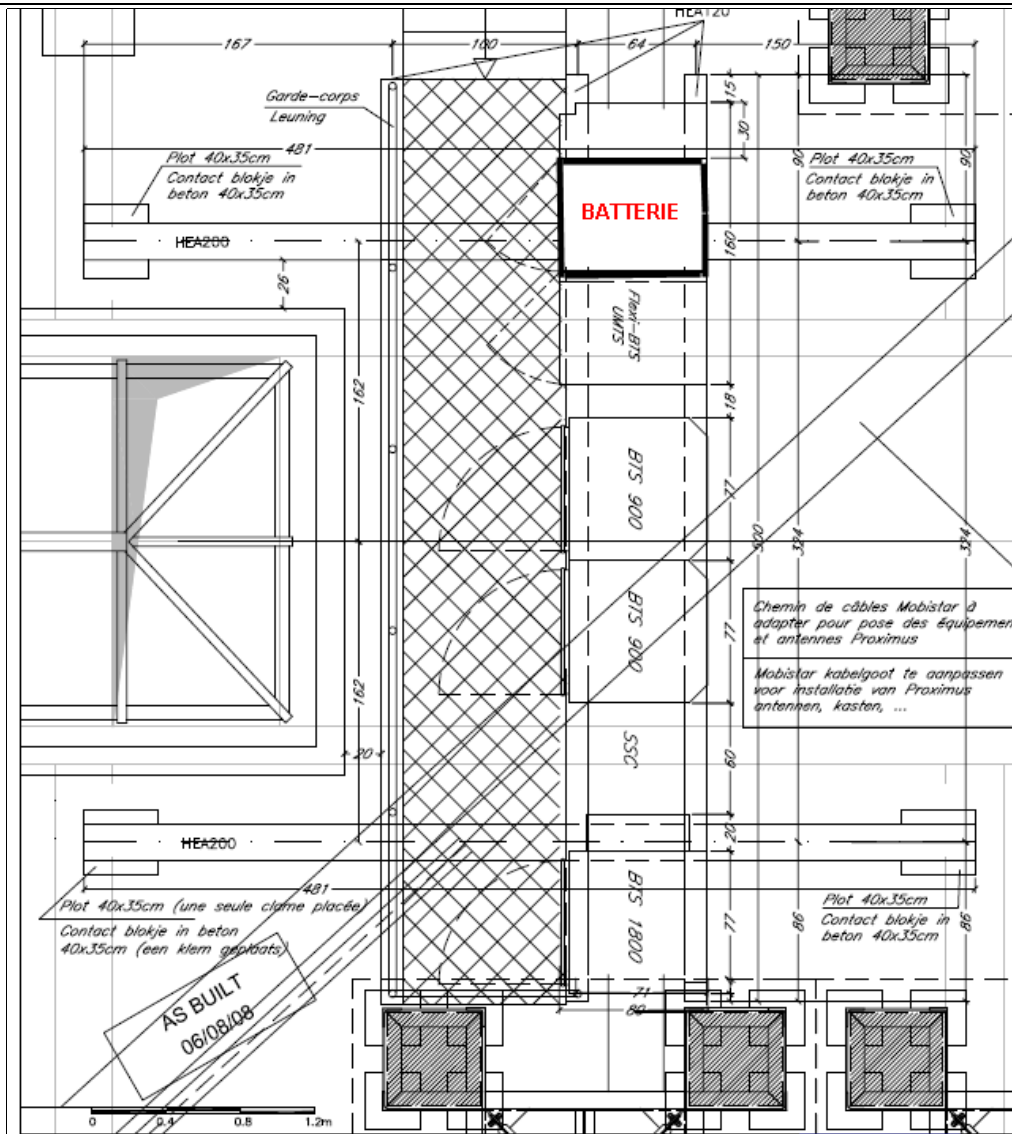 HEA120
167
100
64
150
Garde-corps
Leuning
15
30
481
Plot 40x35cm
Contact blokje in
beton 40x35cm
90
Plot 40x35cm
Contact blokje in
beton 40x35cm
90
BATTERIE
HEA200
160
26
Flexi-BTS
UMTS
162
18
BTS 900
77
500
324
324
BTS 900
77
Chemin de câbles Mobistar à
adapter pour pose des équipemen
et antennes Proximus
Mobistar kabelgoot te aanpassen
voor installatie van Proximus
antennen, kasten, ...
162
20
SSC
60
HEA200
20
481
Plot 40x35cm (une seule clame placée)
Contact blokje in beton
40x35cm (een klem geplaats)
BTS 1800
77
86
Plot 40x35cm
Contact blokje in
beton 40x35cm
86
AS BUILT
06/08/08
71
80
0 0.4 0.8 1.2m